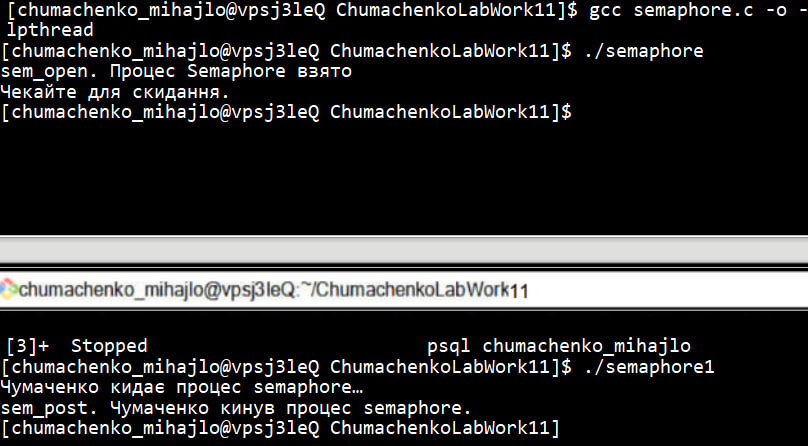 [chumachenko_mihajlo@vpsj3leQ ChumachenkoLabWork11]$ gcc semaphore.c -o -
lpthread
[chumachenko_mihajlo@vpsj3leQ ChumachenkoLabWork11]$ ./semaphore
sem_open. Процес Semaphore взято
Чекайте для скидання.
[chumachenko_mihajlo@vpsj3leQ ChumachenkoLabWork11]$
chumachenko_mihajlo@vpsj3leQ:~/ChumachenkoLabWork11
[3]+ Stopped psql chumachenko_mihajlo
[chumachenko_mihajlo@vpsj3leQ ChumachenkoLabWork11]$ ./semaphore1
Чумаченко кидає процес semaphore…
sem_post. Чумаченко кинув процес semaphore.
[chumachenko_mihajlo@vpsj3leQ ChumachenkoLabWork11]